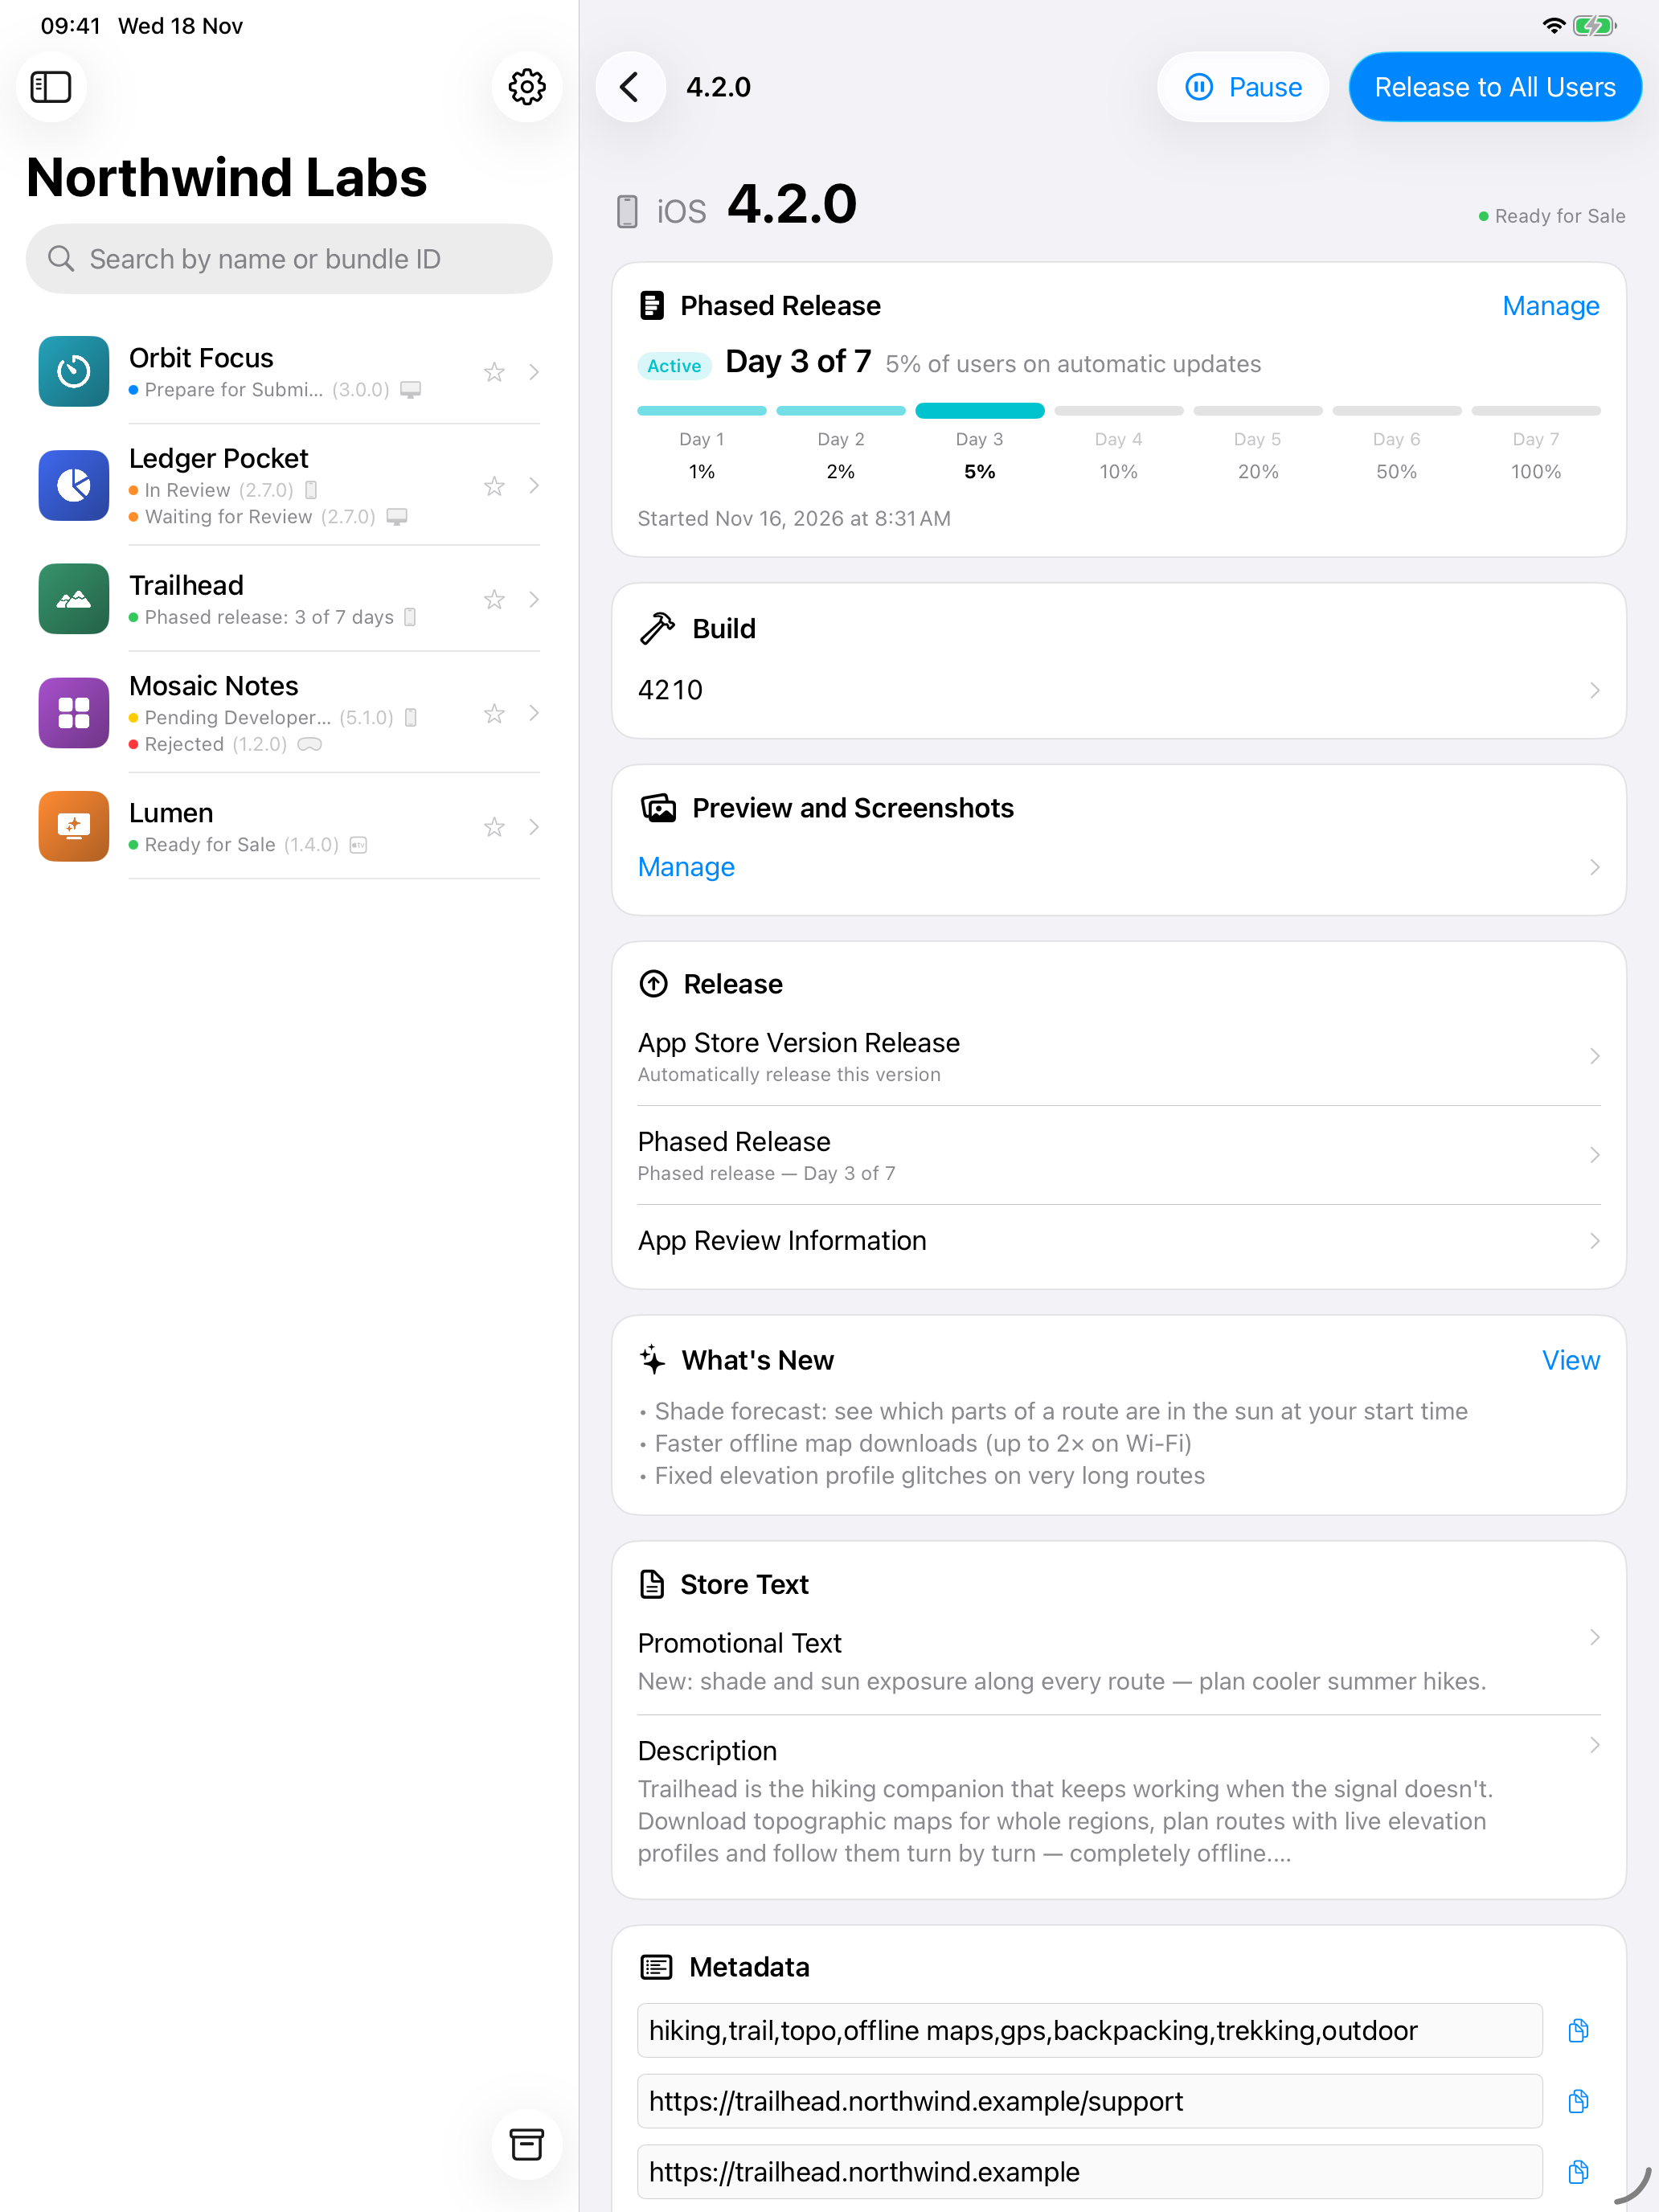 09:41 Wed 18 Nov
Northwind Labs
Search by name or bundle ID
Orbit Focus
Prepare for Submi... (3.0.0)
Ledger Pocket
In Review (2.7.0)
Waiting for Review (2.7.0)
Trailhead
Phased release: 3 of 7 days
Mosaic Notes
Pending Developer... (5.1.0)
Rejected (1.2.0)
Lumen
Ready for Sale (1.4.0) tv
4.2.0
Pause
Release to All Users
iOS 4.2.0
Ready for Sale
Phased Release
Manage
Active Day 3 of 7 5% of users on automatic updates
Day 1 Day 2 Day 3 Day 4 Day 5 Day 6 Day 7
1% 2% 5% 10% 20% 50% 100%
Started Nov 16, 2026 at 8:31 AM
Build
4210
Preview and Screenshots
Manage
Release
App Store Version Release
Automatically release this version
Phased Release
Phased release — Day 3 of 7
App Review Information
What's New
View
• Shade forecast: see which parts of a route are in the sun at your start time
• Faster offline map downloads (up to 2× on Wi-Fi)
• Fixed elevation profile glitches on very long routes
Store Text
Promotional Text
New: shade and sun exposure along every route — plan cooler summer hikes.
Description
Trailhead is the hiking companion that keeps working when the signal doesn't.
Download topographic maps for whole regions, plan routes with live elevation
profiles and follow them turn by turn — completely offline....
Metadata
hiking,trail,topo,offline maps,gps,backpacking,trekking,outdoor
https://trailhead.northwind.example/support
https://trailhead.northwind.example